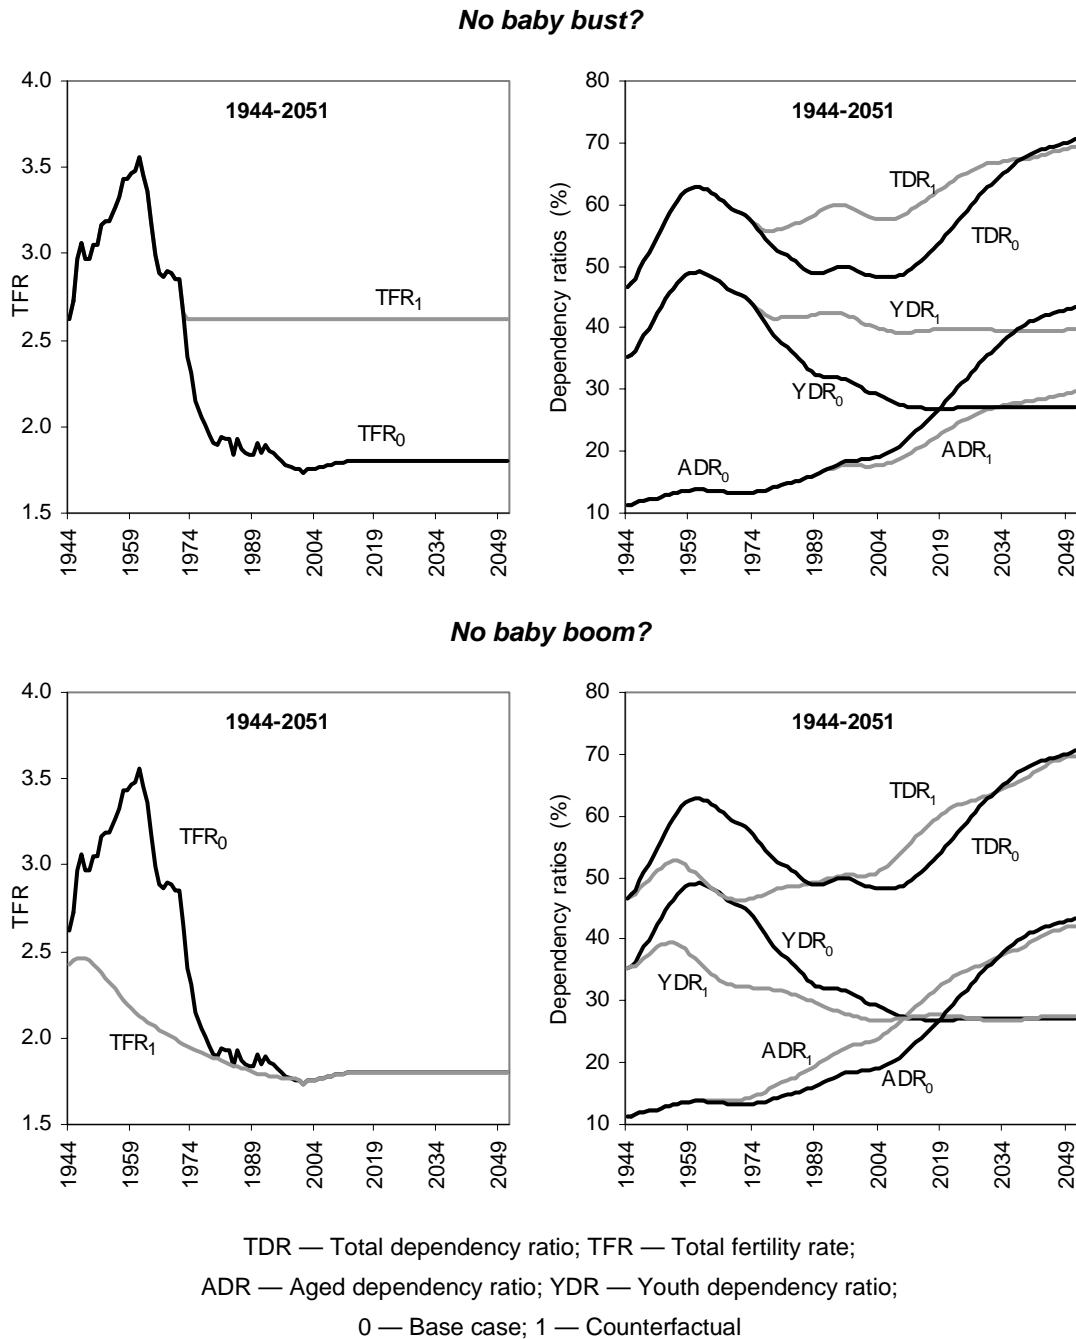 No baby bust?
1944-2051
4.0
3.5
3.0
2.5
2.0
1.5
TFR
TFR1
TFR0
1944
1959
1974
1989
2004
2019
2034
2049
1944-2051
80
70
60
50
40
30
20
10
Dependency ratios (%)
TDR1
TDR0
YDR1
YDR0
ADR0
ADR1
1944
1959
1974
1989
2004
2019
2034
2049
No baby boom?
1944-2051
4.0
3.5
3.0
2.5
2.0
1.5
TFR
TFR0
TFR1
1944
1959
1974
1989
2004
2019
2034
2049
1944-2051
80
70
60
50
40
30
20
10
Dependency ratios (%)
TDR1
TDR0
YDR0
YDR1
ADR1
ADR0
1944
1959
1974
1989
2004
2019
2034
2049
TDR — Total dependency ratio; TFR — Total fertility rate;
ADR — Aged dependency ratio; YDR — Youth dependency ratio;
0 — Base case; 1 — Counterfactual